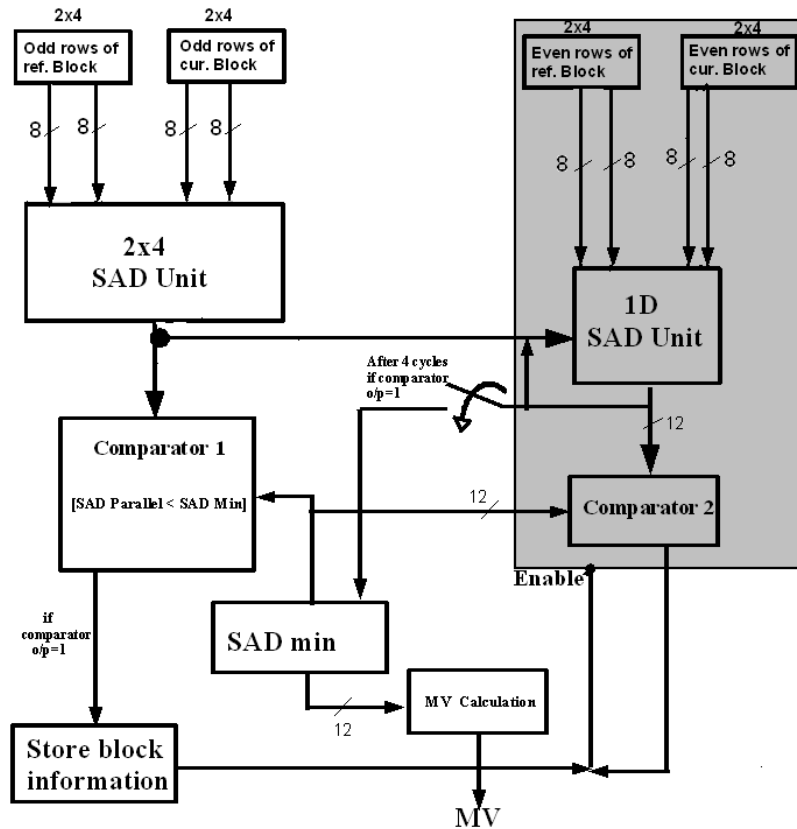 2x4
2x4
2x4
2x4
Odd rows of
ref. Block
Odd rows of
cur. Block
Even rows of
ref. Block
Even rows of
cur. Block
8
8
8
8
8
8
8
8
2x4
SAD Unit
1D
SAD Unit
After 4 cycles
if comparator
o/p=1
12
Comparator 1
[SAD Parallel < SAD Min]
12
Comparator 2
Enable
if
comparator
o/p=1
SAD min
12
MV Calculation
Store block
information
MV